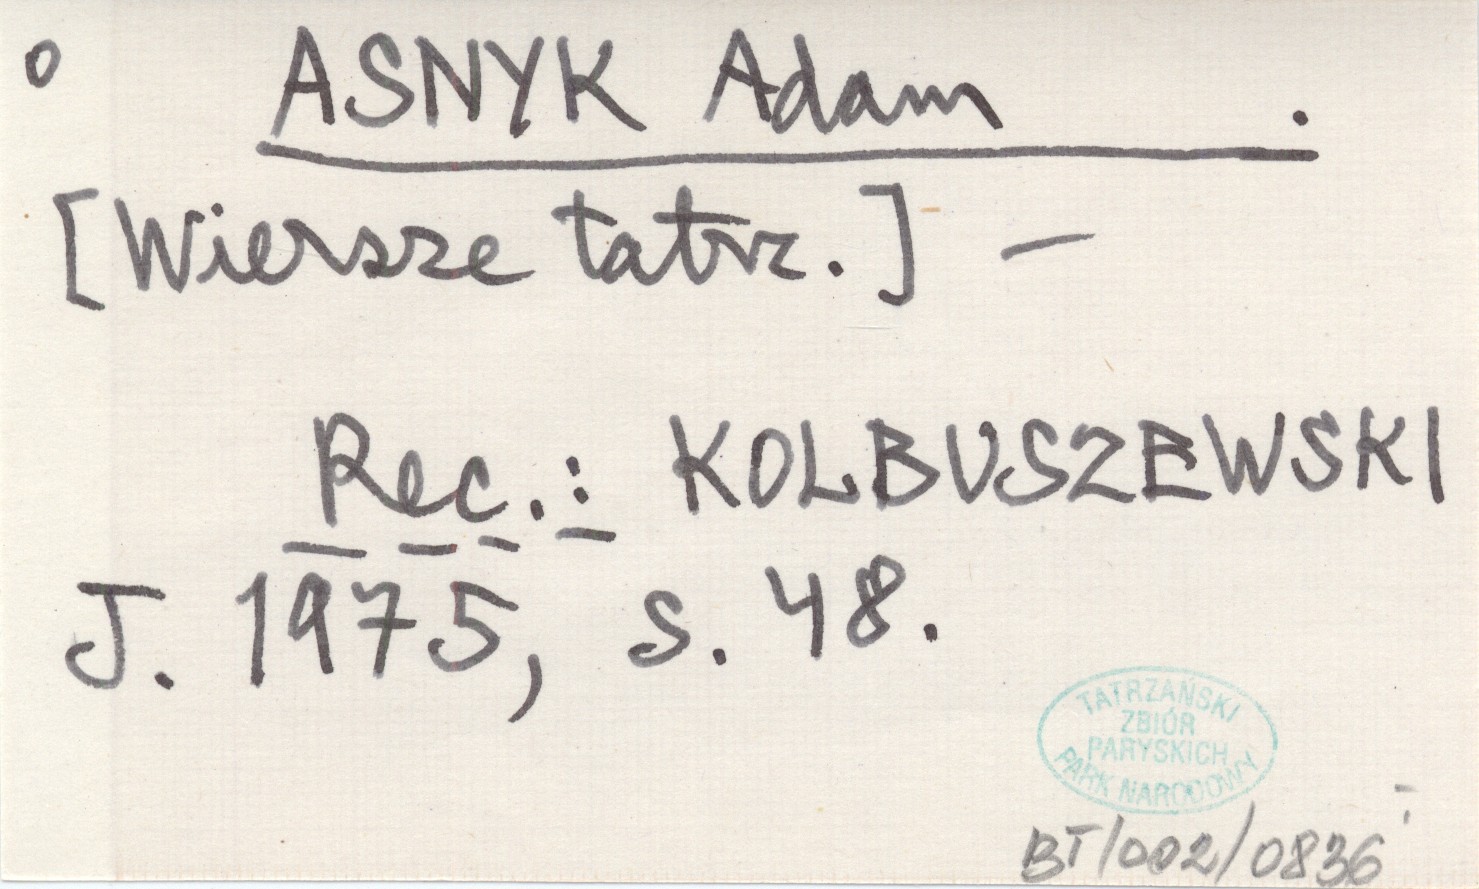 o ASNYK Adam .
[Wiersze tatrz.] —
Rec.: KOLBUSZEWSKI
J. 1975, s. 48.
TATRZAŃSKI
ZBIÓR
PARYSKICH
PARK NARODOWY
BT/002/0836